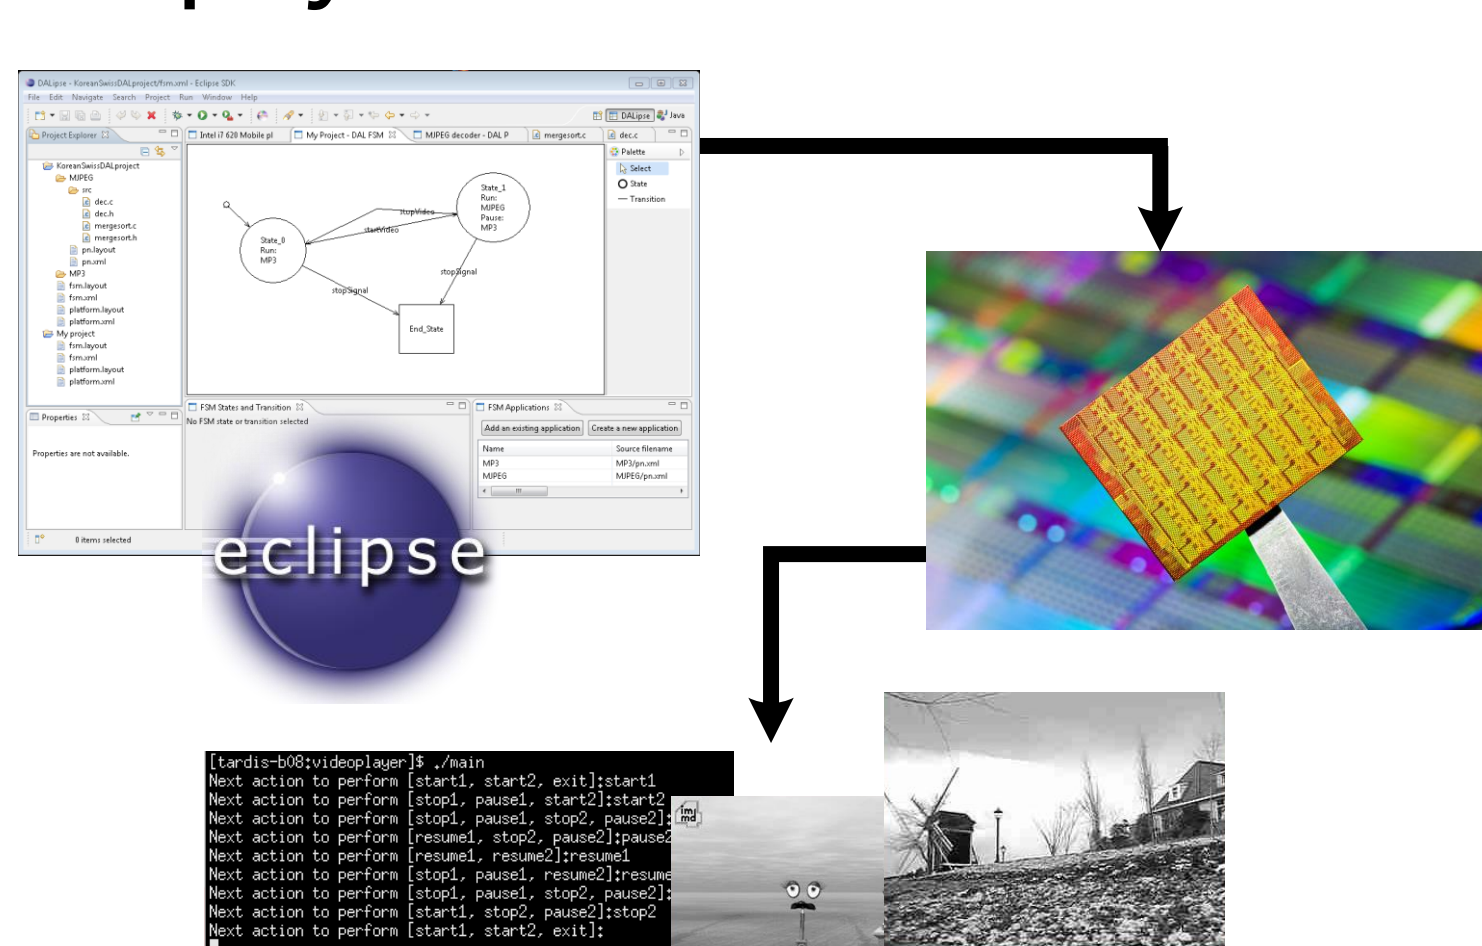 DALipse - KoreanSwissDALproject/fsm.xml - Eclipse SDK
File Edit Navigate Search Project Run Window Help
DALipse Java
Project Explorer
Intel i7 620 Mobile pl
My Project - DAL FSM
MJPEG decoder - DAL P
mergesort.c
dec.c
KoreanSwissDALproject
MJPEG
src
dec.c
dec.h
mergesort.c
mergesort.h
pn.layout
pn.xml
MP3
fsm.layout
fsm.xml
platform.layout
platform.xml
My project
fsm.layout
fsm.xml
platform.layout
platform.xml
State_0
Run:
MP3
State_1
Run:
MJPEG
Pause:
MP3
stopVideo
startVideo
stopSignal
stopSignal
End_State
Palette
Select
State
Transition
Properties
Properties are not available.
FSM States and Transition
No FSM state or transition selected
FSM Applications
Add an existing application
Create a new application
Name Source filename
MP3 MP3/pn.xml
MJPEG MJPEG/pn.xml
0 items selected
eclipse
[tardis-b08:videoplayer]$ ./main
Next action to perform [start1, start2, exit]:start1
Next action to perform [stop1, pause1, start2]:start2
Next action to perform [stop1, pause1, stop2, pause2]:
Next action to perform [resume1, stop2, pause2]:pause2
Next action to perform [resume1, resume2]:resume1
Next action to perform [stop1, pause1, resume2]:resume
Next action to perform [stop1, pause1, stop2, pause2]:
Next action to perform [start1, stop2, pause2]:stop2
Next action to perform [start1, start2, exit]:
im
md